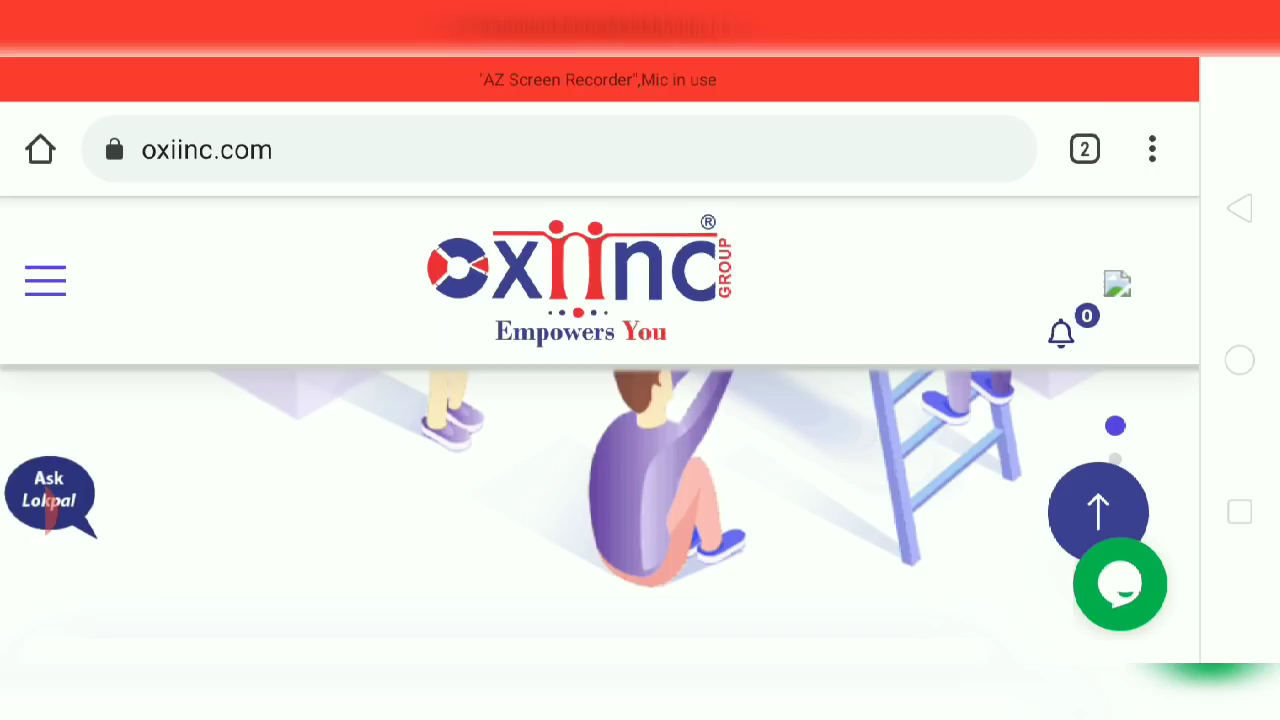 "AZ Screen Recorder",Mic in use
oxiinc.com
2
oxiinc GROUP ®
Empowers You
0
Ask
Lokpal